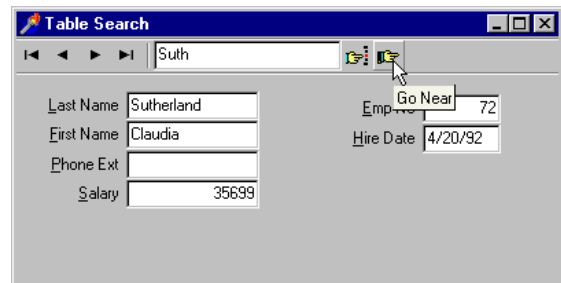 Table Search
Suth
Go Near
Last Name Sutherland
First Name Claudia
Phone Ext
Salary 35699
Emp No 72
Hire Date 4/20/92